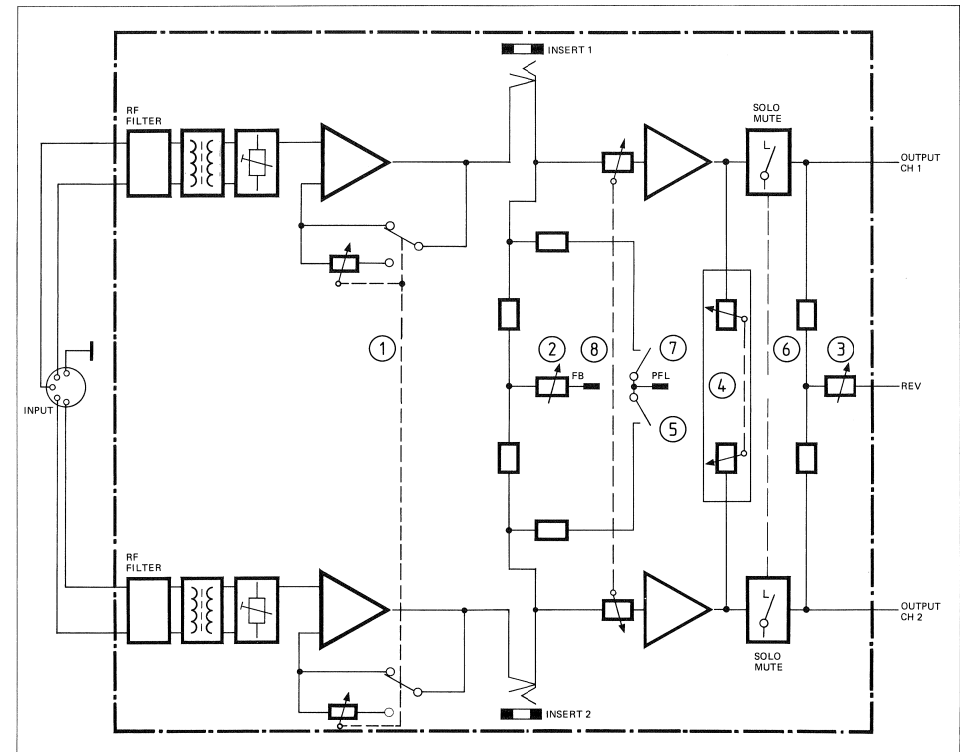 INSERT 1
RF
FILTER
SOLO
MUTE
L
OUTPUT
CH 1
1
2
8
7
6
3
FB
PFL
4
REV
INPUT
5
RF
FILTER
L
OUTPUT
CH 2
SOLO
MUTE
INSERT 2